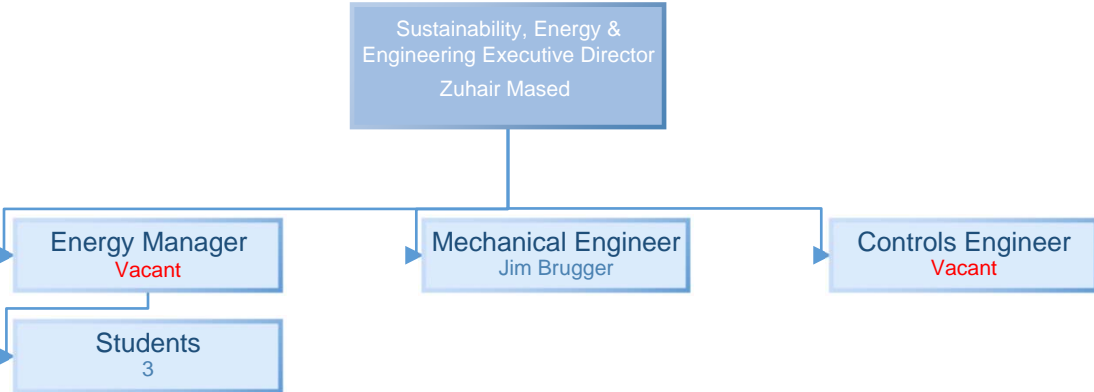 Sustainability, Energy &
Engineering Executive Director
Zuhair Mased
Energy Manager
Vacant
Mechanical Engineer
Jim Brugger
Controls Engineer
Vacant
Students
3